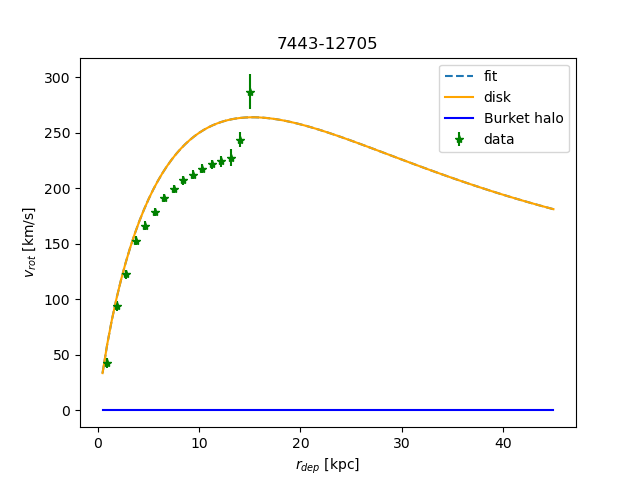 7443-12705
300
250
200
150
100
50
0
v_rot [km/s]
fit
disk
Burket halo
data
0 10 20 30 40
r_dep [kpc]